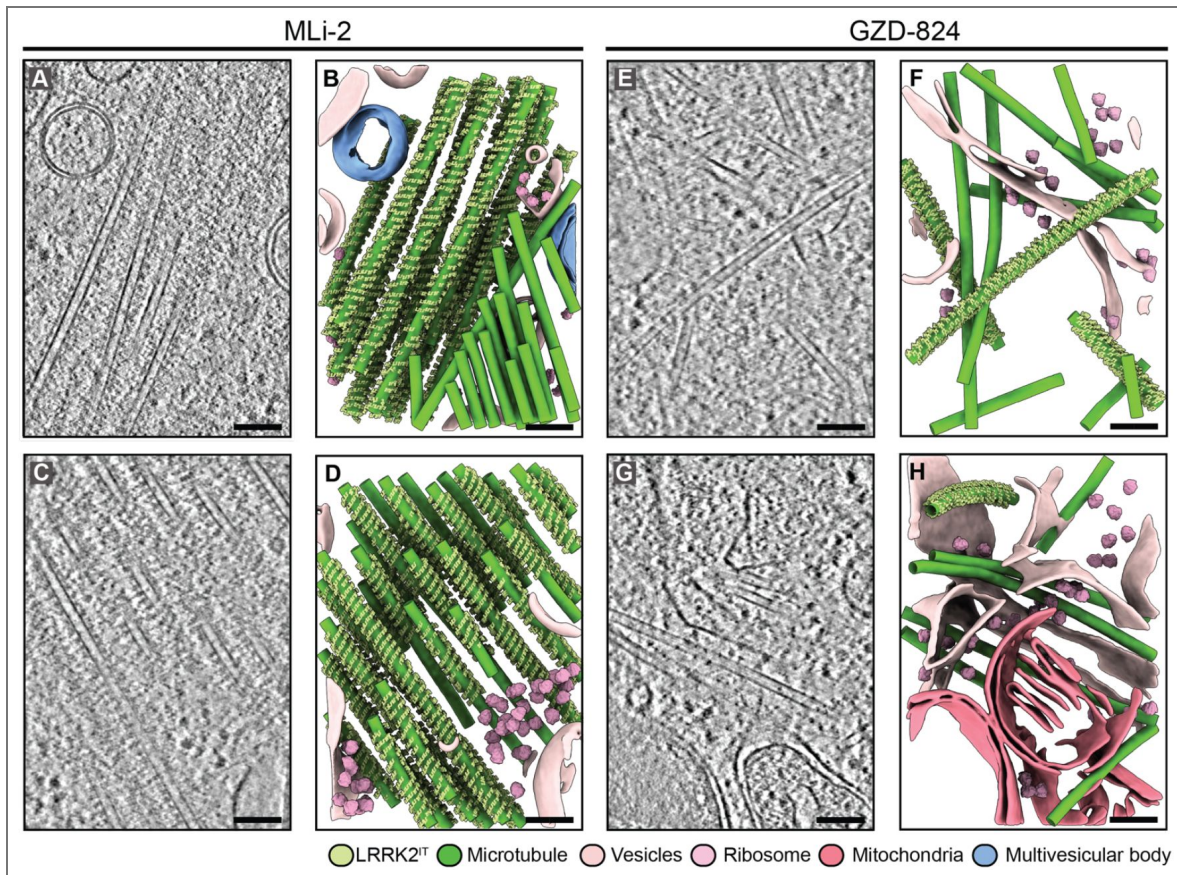 MLi-2
GZD-824
A
B
E
F
C
D
G
H
LRRK2ᴵᵀ Microtubule Vesicles Ribosome Mitochondria Multivesicular body